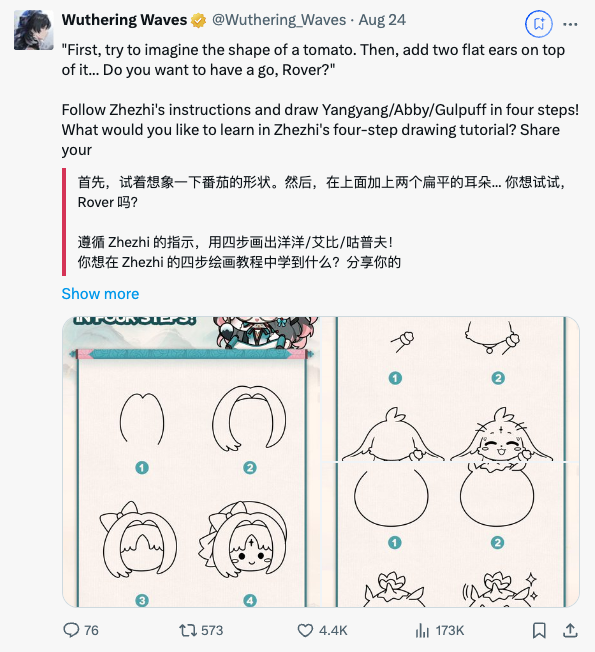 Wuthering Waves @Wuthering_Waves · Aug 24
"First, try to imagine the shape of a tomato. Then, add two flat ears on top
of it... Do you want to have a go, Rover?"
Follow Zhezhi's instructions and draw Yangyang/Abby/Gulpuff in four steps!
What would you like to learn in Zhezhi's four-step drawing tutorial? Share
your
首先，试着想象一下番茄的形状。然后，在上面加上两个扁平的耳朵... 你想试试，
Rover 吗？
遵循 Zhezhi 的指示，用四步画出洋洋/艾比/咕普夫！
你想在 Zhezhi 的四步绘画教程中学到什么？分享你的
Show more
IN FOUR STEPS!
1 2
3 4
1 2
1 2
76 573 4.4K 173K